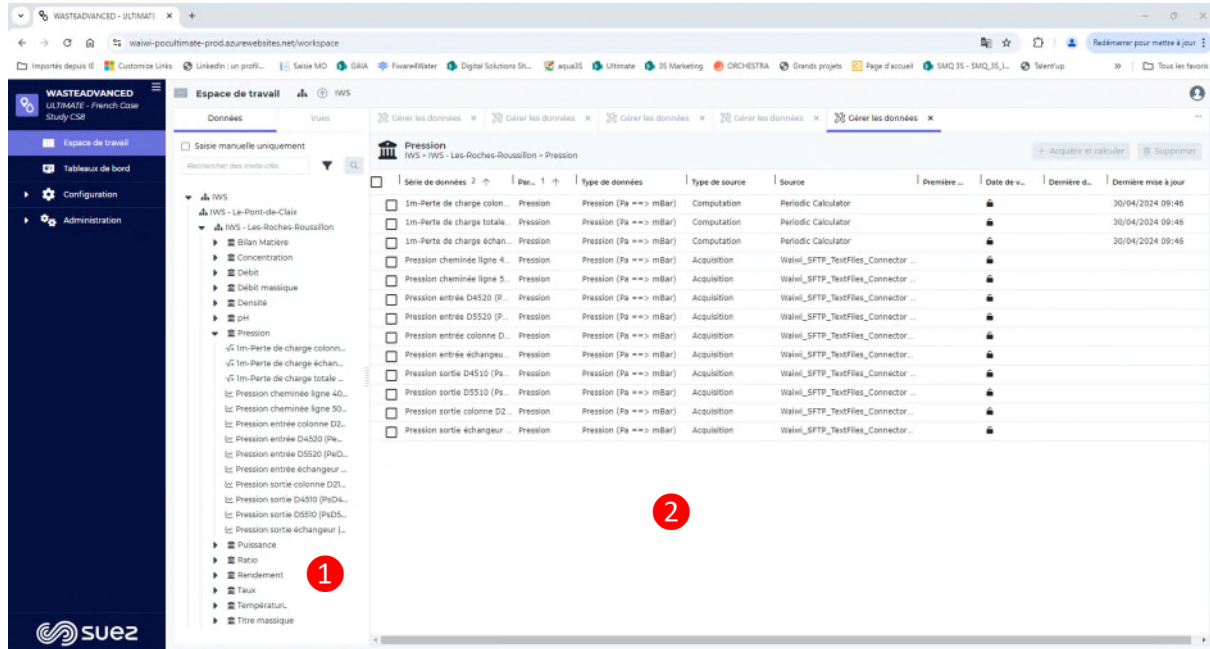 WASTEADVANCED - ULTIMATE
waiwi-pocultimate-prod.azurewebsites.net/workspace
Redémarrer pour mettre à jour
Importés depuis IE Customize Links LinkedIn : un profil... Saisie MD GAIA Fiware4Water Digital Solutions Sh... aqua3S Ultimate 3S Marketing ORCHESTRA Grands projets Page d'accueil SMQ 3S - SMQ_3S_I... Talent'up » Tous les favoris
WASTEADVANCED
ULTIMATE - French Case
Study CS8
Espace de travail
Tableaux de bord
Configuration
Administration
suez
Espace de travail IWS
Données Vues
Saisie manuelle uniquement
Rechercher des mots-clés
IWS
IWS - Le-Pont-de-Claix
IWS - Les-Roches-Roussillon
Bilan Matière
Concentration
Débit
Débit massique
Densité
pH
Pression
1m-Perte de charge colonn...
1m-Perte de charge échan...
1m-Perte de charge totale ...
Pression cheminée ligne 40...
Pression cheminée ligne 50...
Pression entrée colonne D2...
Pression entrée D4520 (Pe...
Pression entrée D5520 (PeD...
Pression entrée échangeur ...
Pression sortie colonne D21...
Pression sortie D4510 (PsD4...
Pression sortie D5510 (PsD5...
Pression sortie échangeur (...
Puissance
Ratio
Rendement
Taux
Températur...
Titre massique
1
Gérer les données × Gérer les données × Gérer les données × Gérer les données × Gérer les données ×
Pression
IWS > IWS - Les-Roches-Roussillon > Pression
+ Acquérir et calculer Supprimer
Série de données 2 Par... 1 Type de données Type de source Source Première ... Date de v... Dernière d... Dernière mise à jour
1m-Perte de charge colon... Pression Pression (Pa ==> mBar) Computation Periodic Calculator 30/04/2024 09:46
1m-Perte de charge totale... Pression Pression (Pa ==> mBar) Computation Periodic Calculator 30/04/2024 09:46
1m-Perte de charge échan... Pression Pression (Pa ==> mBar) Computation Periodic Calculator 30/04/2024 09:46
Pression cheminée ligne 4... Pression Pression (Pa ==> mBar) Acquisition Waiwi_SFTP_TextFiles_Connector ...
Pression cheminée ligne 5... Pression Pression (Pa ==> mBar) Acquisition Waiwi_SFTP_TextFiles_Connector ...
Pression entrée D4520 (P... Pression Pression (Pa ==> mBar) Acquisition Waiwi_SFTP_TextFiles_Connector ...
Pression entrée D5520 (P... Pression Pression (Pa ==> mBar) Acquisition Waiwi_SFTP_TextFiles_Connector ...
Pression entrée colonne D... Pression Pression (Pa ==> mBar) Acquisition Waiwi_SFTP_TextFiles_Connector ...
Pression entrée échangeu... Pression Pression (Pa ==> mBar) Acquisition Waiwi_SFTP_TextFiles_Connector...
Pression sortie D4510 (Ps... Pression Pression (Pa ==> mBar) Acquisition Waiwi_SFTP_TextFiles_Connector...
Pression sortie D5510 (Ps... Pression Pression (Pa ==> mBar) Acquisition Waiwi_SFTP_TextFiles_Connector...
Pression sortie colonne D2... Pression Pression (Pa ==> mBar) Acquisition Waiwi_SFTP_TextFiles_Connector...
Pression sortie échangeur ... Pression Pression (Pa ==> mBar) Acquisition Waiwi_SFTP_TextFiles_Connector...
2